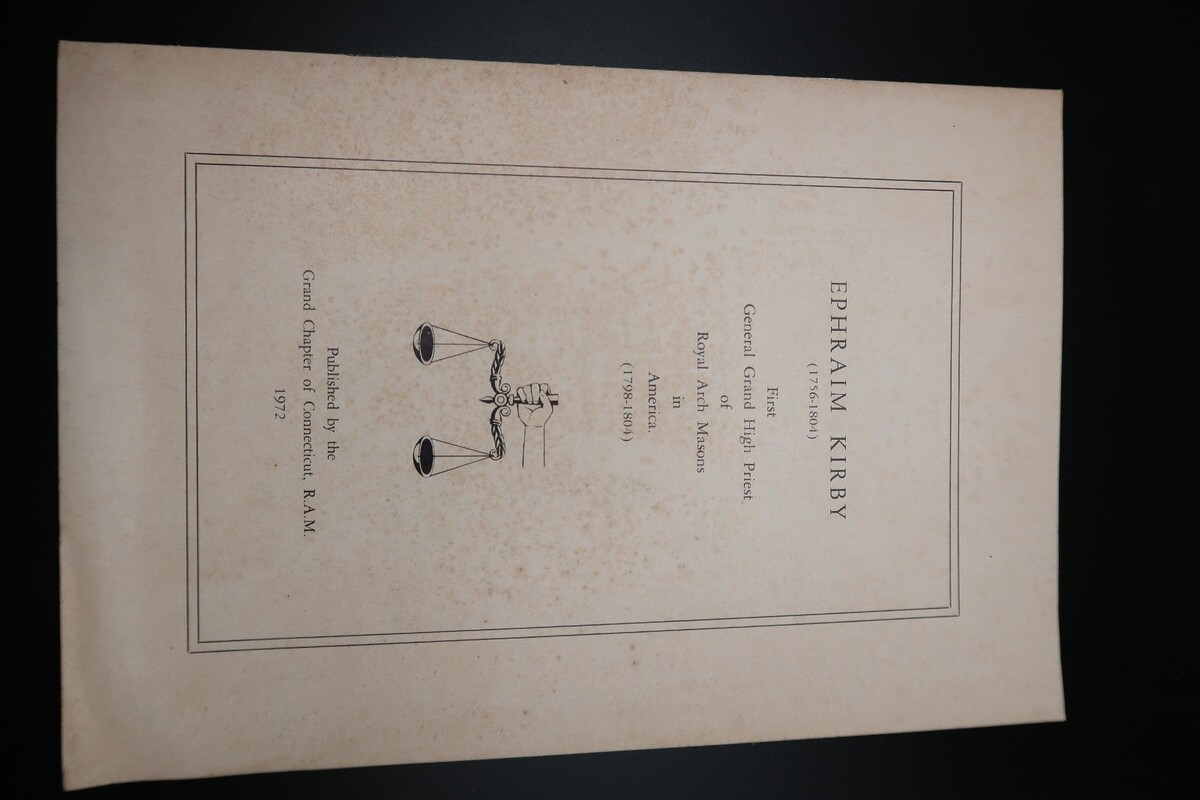 EPHRAIM KIRBY
(1756-1804)
First
General Grand High Priest
of
Royal Arch Masons
in
America.
(1798-1804)
Published by the
Grand Chapter of Connecticut, R.A.M.
1972